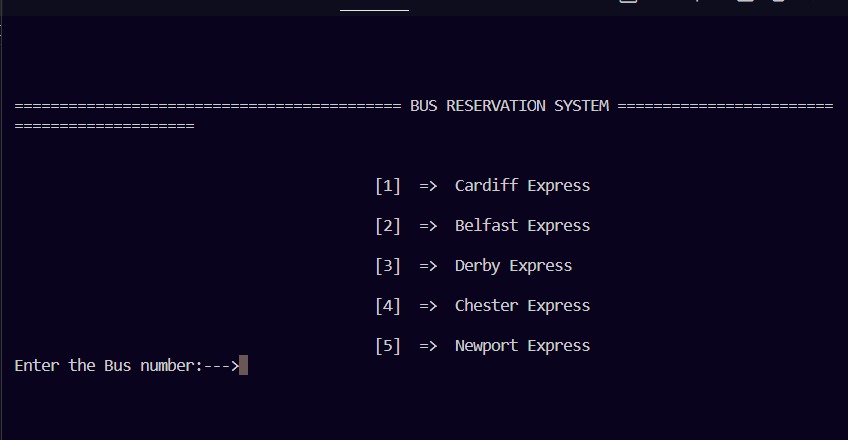 =========================================== BUS RESERVATION SYSTEM ========================
====================
[1] => Cardiff Express
[2] => Belfast Express
[3] => Derby Express
[4] => Chester Express
[5] => Newport Express
Enter the Bus number:--->